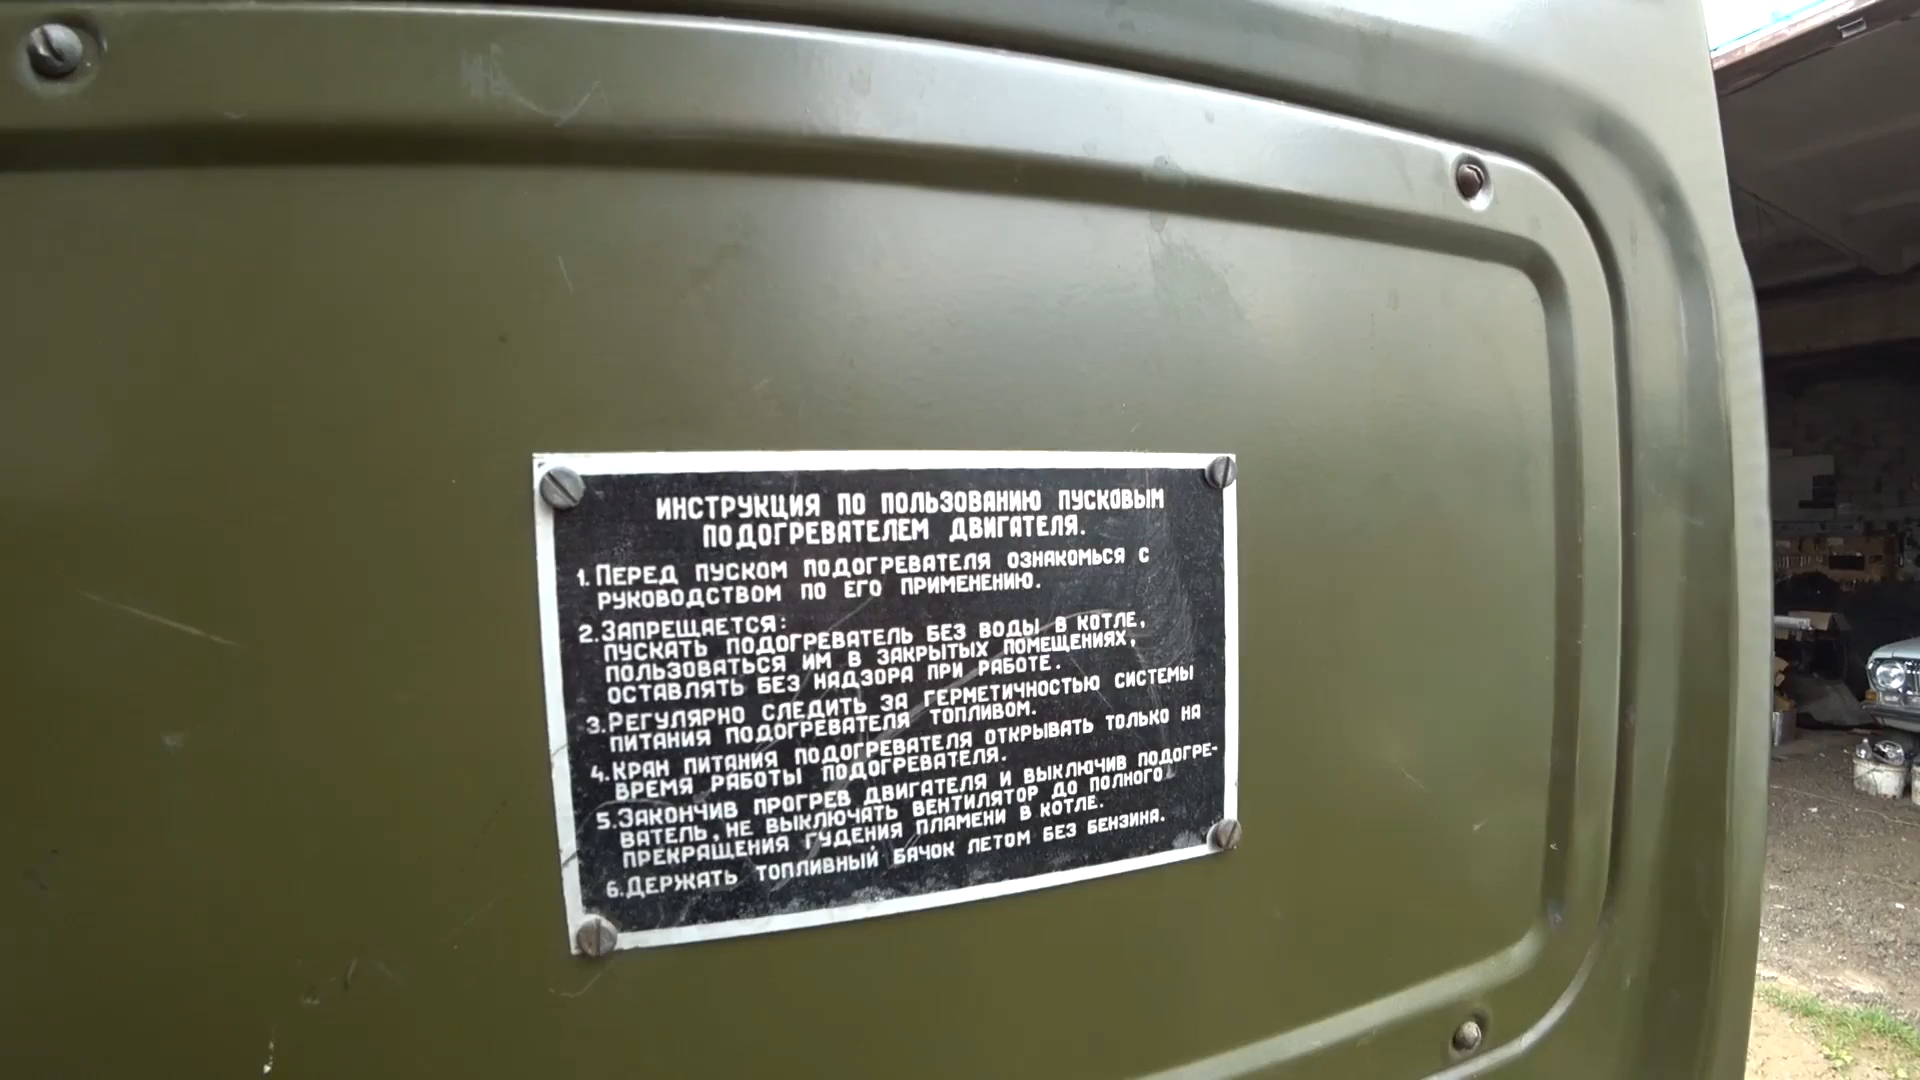 ИНСТРУКЦИЯ ПО ПОЛЬЗОВАНИЮ ПУСКОВЫМ
ПОДОГРЕВАТЕЛЕМ ДВИГАТЕЛЯ.
1. ПЕРЕД ПУСКОМ ПОДОГРЕВАТЕЛЯ ОЗНАКОМЬСЯ С
РУКОВОДСТВОМ ПО ЕГО ПРИМЕНЕНИЮ.
2. ЗАПРЕЩАЕТСЯ:
ПУСКАТЬ ПОДОГРЕВАТЕЛЬ БЕЗ ВОДЫ В КОТЛЕ,
ПОЛЬЗОВАТЬСЯ ИМ В ЗАКРЫТЫХ ПОМЕЩЕНИЯХ,
ОСТАВЛЯТЬ БЕЗ НАДЗОРА ПРИ РАБОТЕ.
3. РЕГУЛЯРНО СЛЕДИТЬ ЗА ГЕРМЕТИЧНОСТЬЮ СИСТЕМЫ
ПИТАНИЯ ПОДОГРЕВАТЕЛЯ ТОПЛИВОМ.
4. КРАН ПИТАНИЯ ПОДОГРЕВАТЕЛЯ ОТКРЫВАТЬ ТОЛЬКО НА
ВРЕМЯ РАБОТЫ ПОДОГРЕВАТЕЛЯ.
5. ЗАКОНЧИВ ПРОГРЕВ ДВИГАТЕЛЯ И ВЫКЛЮЧИВ ПОДОГРЕ-
ВАТЕЛЬ, НЕ ВЫКЛЮЧАТЬ ВЕНТИЛЯТОР ДО ПОЛНОГО
ПРЕКРАЩЕНИЯ ГУДЕНИЯ ПЛАМЕНИ В КОТЛЕ.
6. ДЕРЖАТЬ ТОПЛИВНЫЙ БАЧОК ЛЕТОМ БЕЗ БЕНЗИНА.